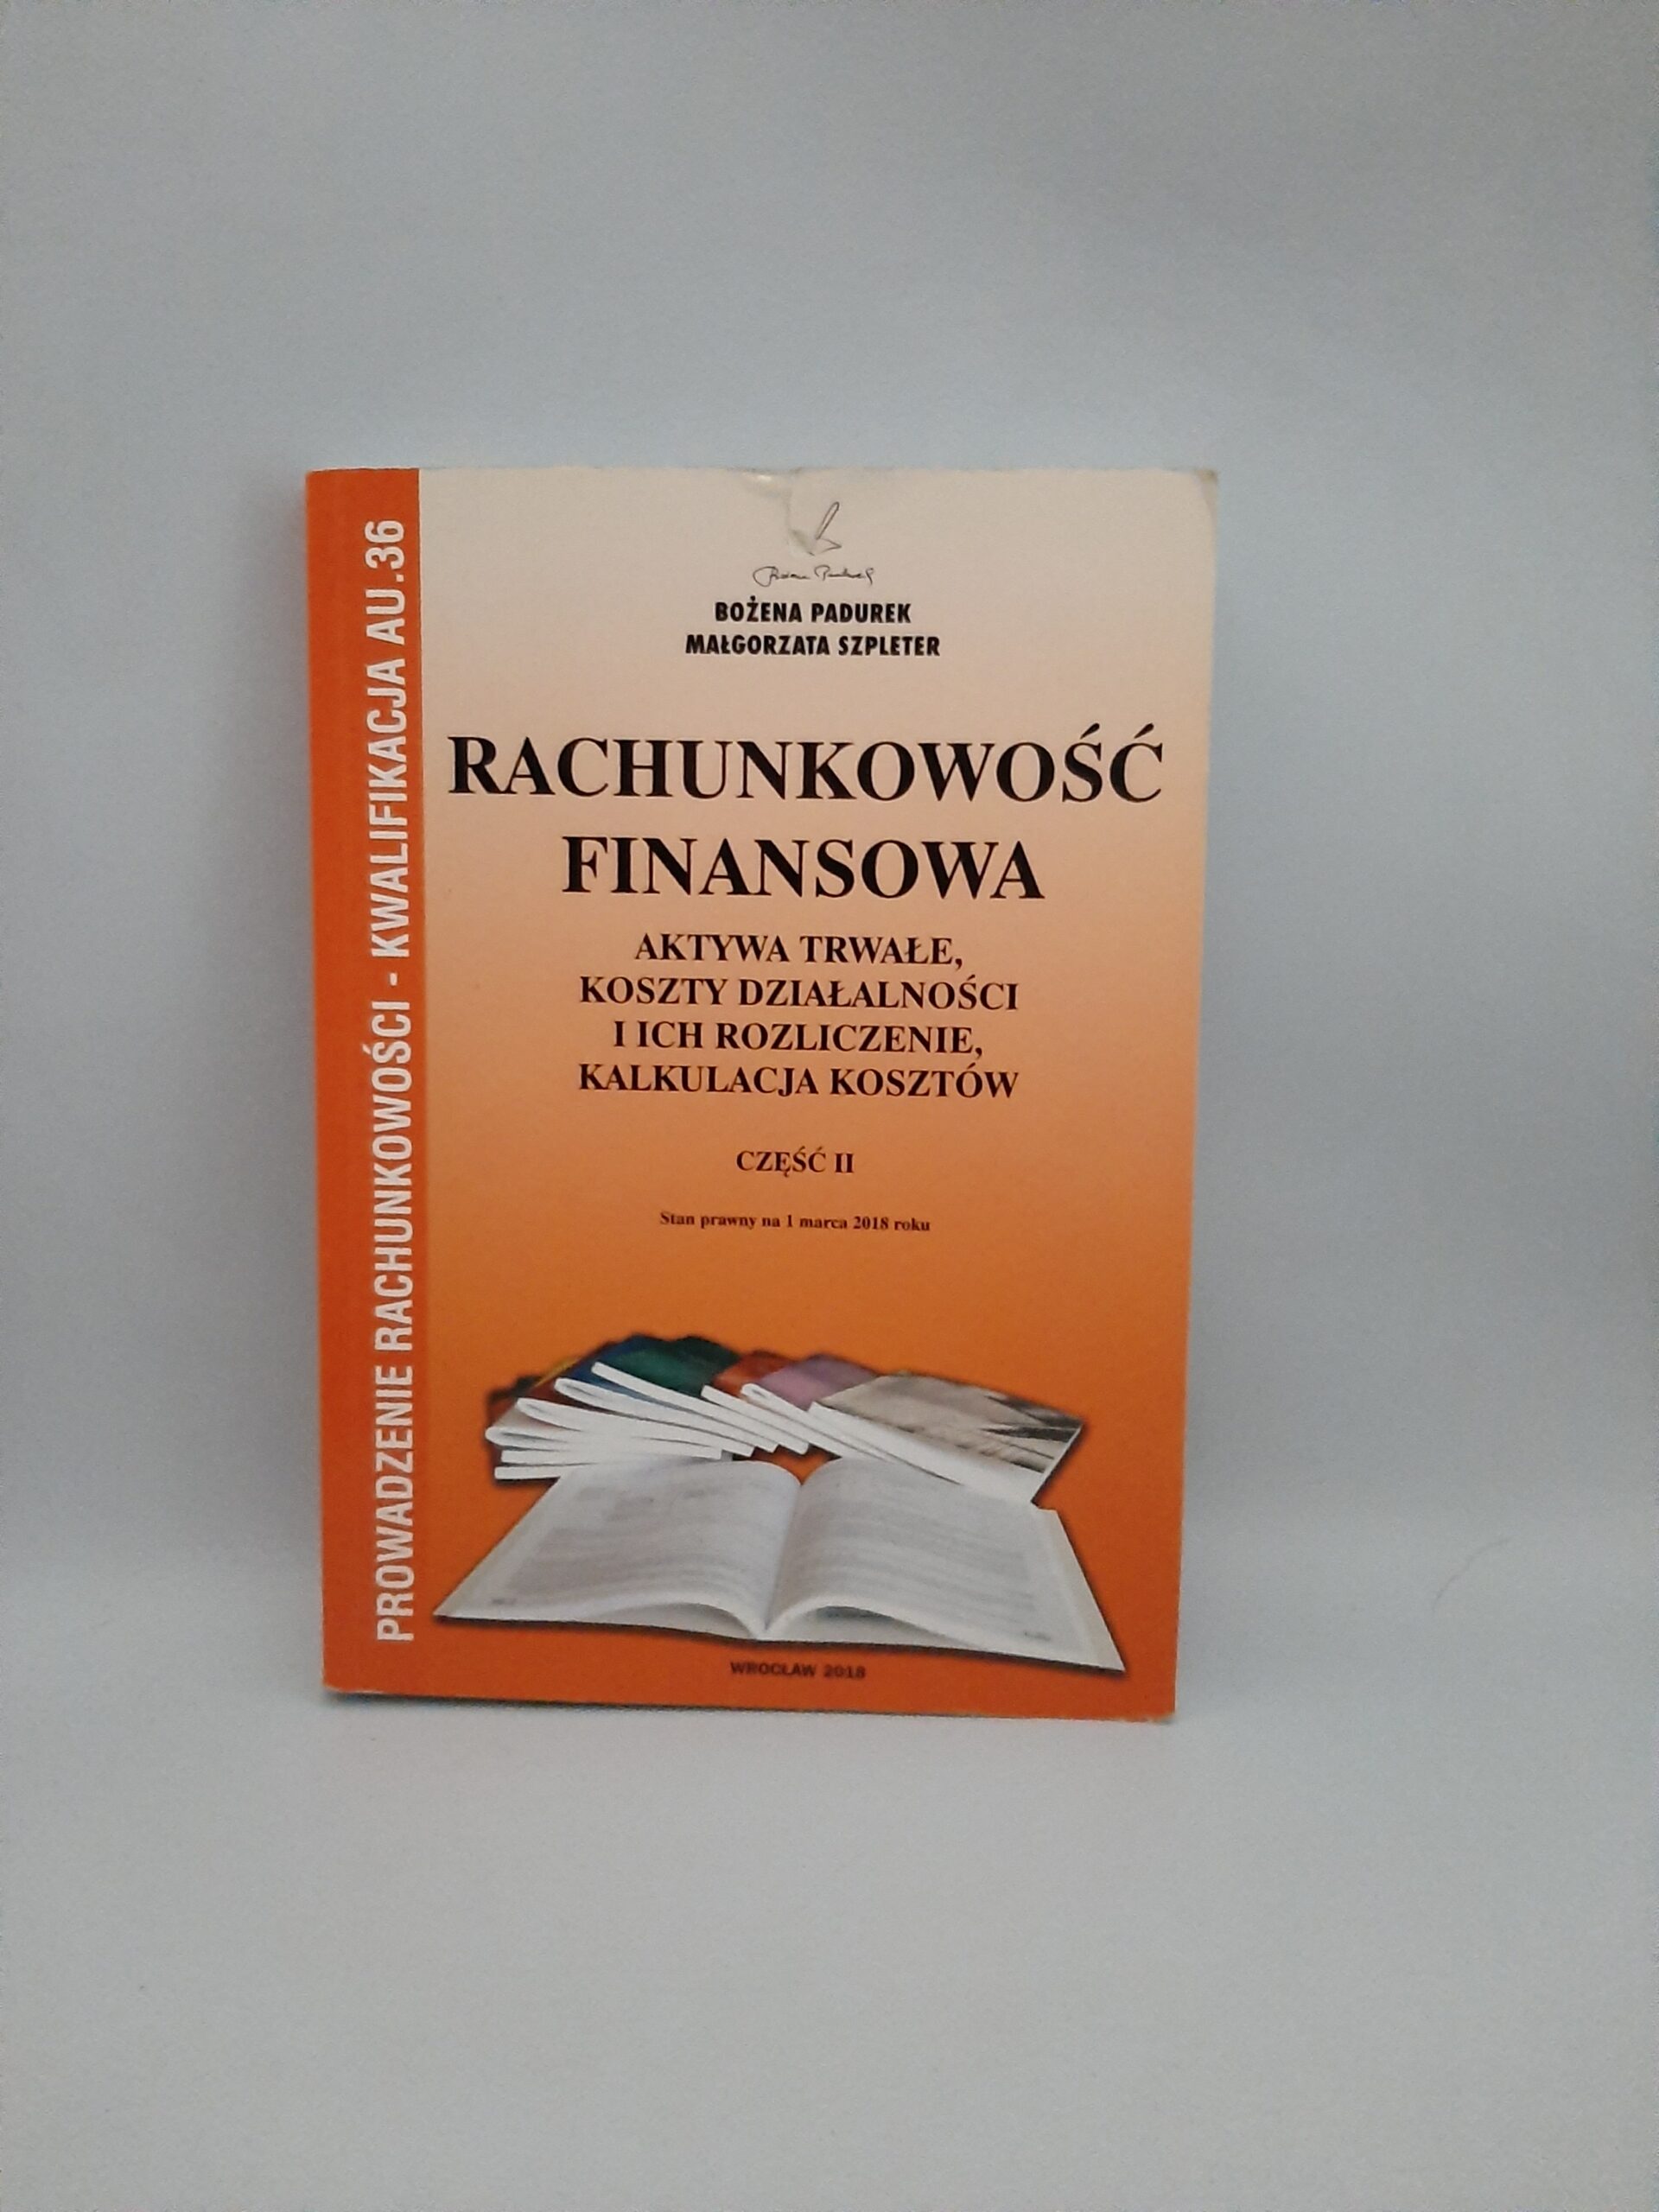 PROWADZENIE RACHUNKOWOŚCI - KWALIFIKACJA AU.36
BOŻENA PADUREK
MAŁGORZATA SZPLETER
RACHUNKOWOŚĆ
FINANSOWA
AKTYWA TRWAŁE,
KOSZTY DZIAŁALNOŚCI
I ICH ROZLICZENIE,
KALKULACJA KOSZTÓW
CZĘŚĆ II
Stan prawny na 1 marca 2018 roku
WROCŁAW 2018